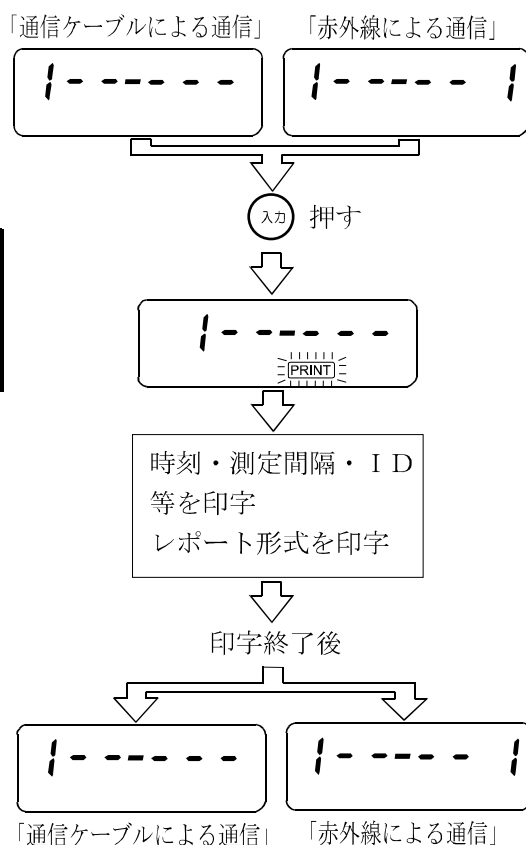 「通信ケーブルによる通信」 「赤外線による通信」
1------ 1----- 1
入力 押す
1------
PRINT
時刻・測定間隔・ＩＤ
等を印字
レポート形式を印字
印字終了後
1------ 1----- 1
「通信ケーブルによる通信」 「赤外線による通信」